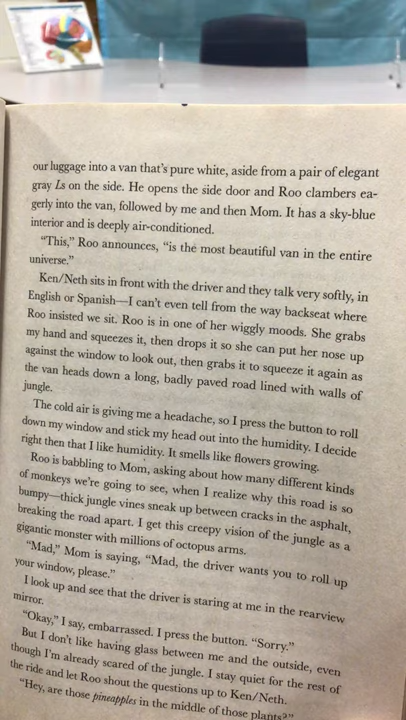 our luggage into a van that's pure white, aside from a pair of elegant
gray Ls on the side. He opens the side door and Roo clambers ea-
gerly into the van, followed by me and then Mom. It has a sky-blue
interior and is deeply air-conditioned.
"This," Roo announces, "is the most beautiful van in the entire
universe."
Ken/Neth sits in front with the driver and they talk very softly, in
English or Spanish—I can't even tell from the way backseat where
Roo insisted we sit. Roo is in one of her wiggly moods. She grabs
my hand and squeezes it, then drops it so she can put her nose up
against the window to look out, then grabs it to squeeze it again as
the van heads down a long, badly paved road lined with walls of
jungle.
The cold air is giving me a headache, so I press the button to roll
down my window and stick my head out into the humidity. I decide
right then that I like humidity. It smells like flowers growing.
Roo is babbling to Mom, asking about how many different kinds
of monkeys we're going to see, when I realize why this road is so
bumpy—thick jungle vines sneak up between cracks in the asphalt,
breaking the road apart. I get this creepy vision of the jungle as a
gigantic monster with millions of octopus arms.
"Mad," Mom is saying, "Mad, the driver wants you to roll up
your window, please."
I look up and see that the driver is staring at me in the rearview
mirror.
"Okay," I say, embarrassed. I press the button. "Sorry."
But I don't like having glass between me and the outside, even
though I'm already scared of the jungle. I stay quiet for the rest of
the ride and let Roo shout the questions up to Ken/Neth.
"Hey, are those pineapples in the middle of those plants?"